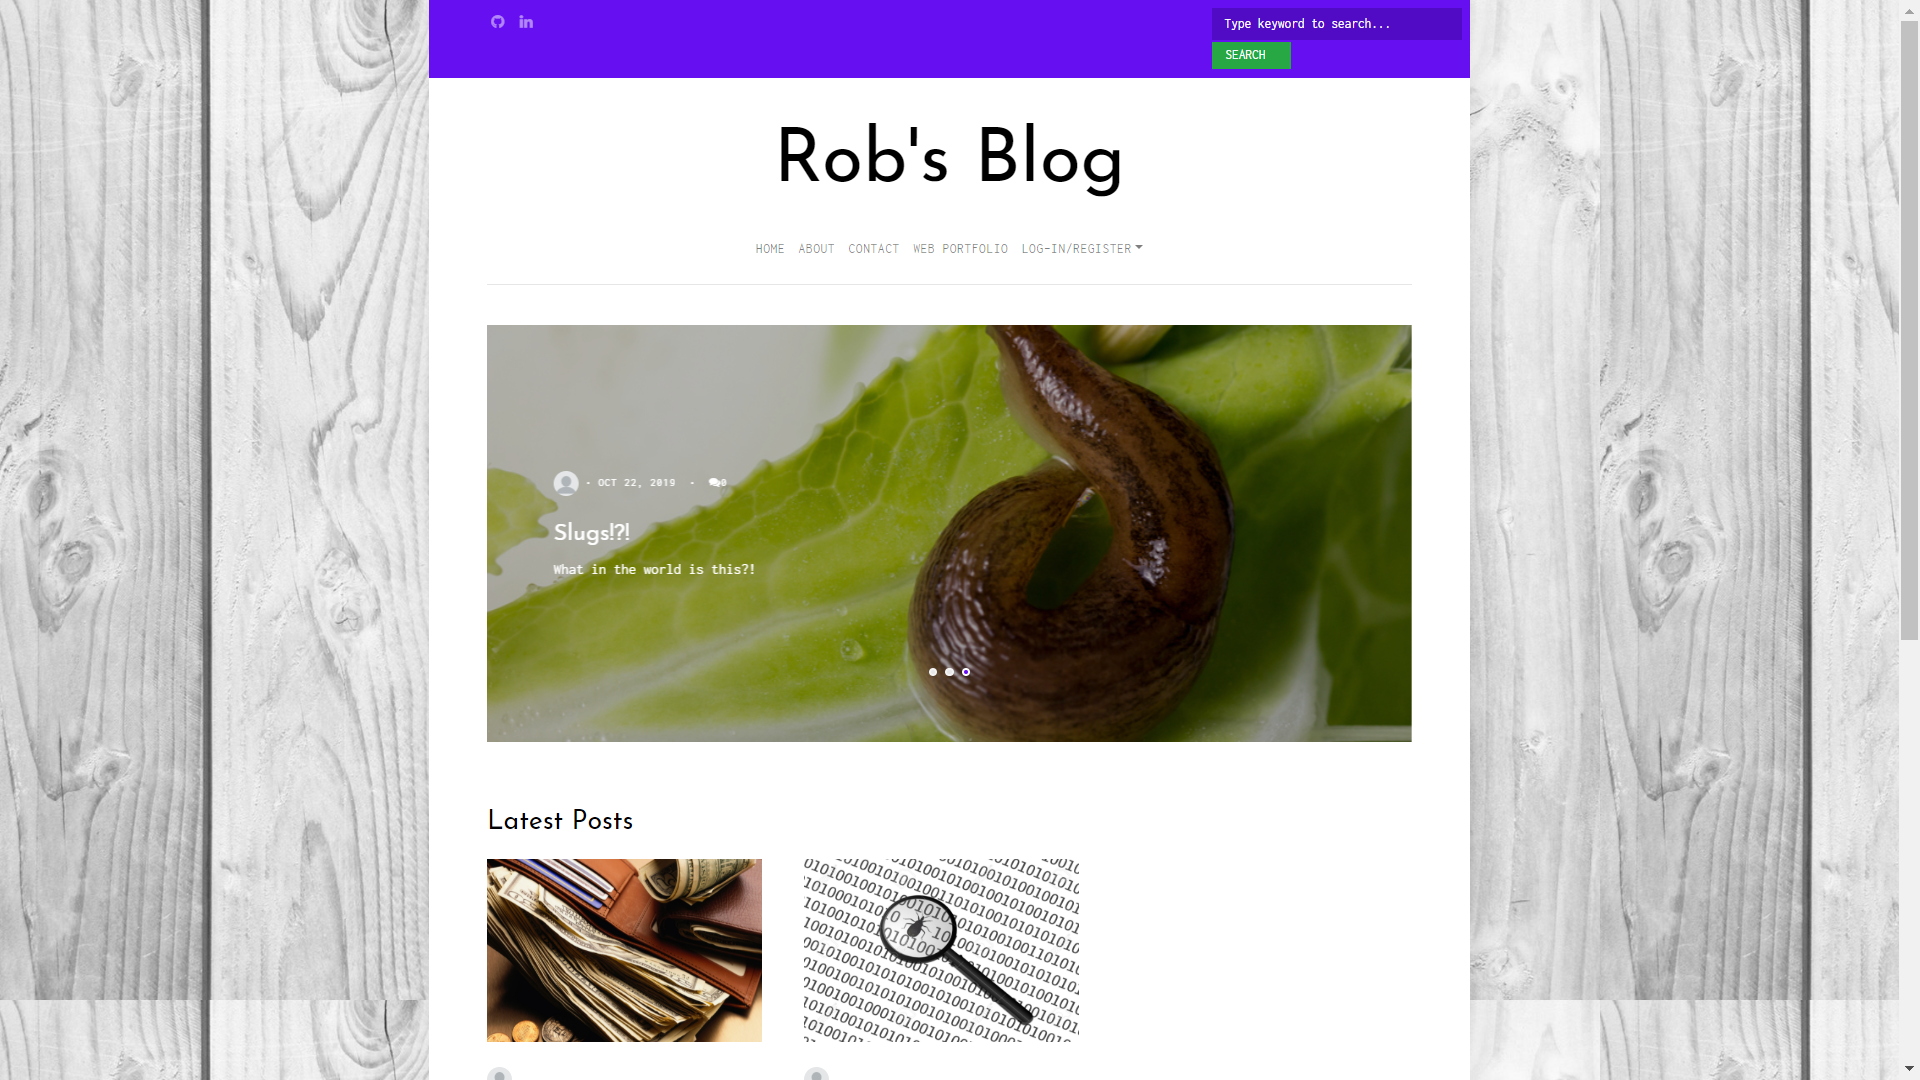 Type keyword to search...
SEARCH
Rob's Blog
HOME ABOUT CONTACT WEB PORTFOLIO LOG-IN/REGISTER
- OCT 22, 2019 - 0
Slugs!?!
What in the world is this?!
Latest Posts